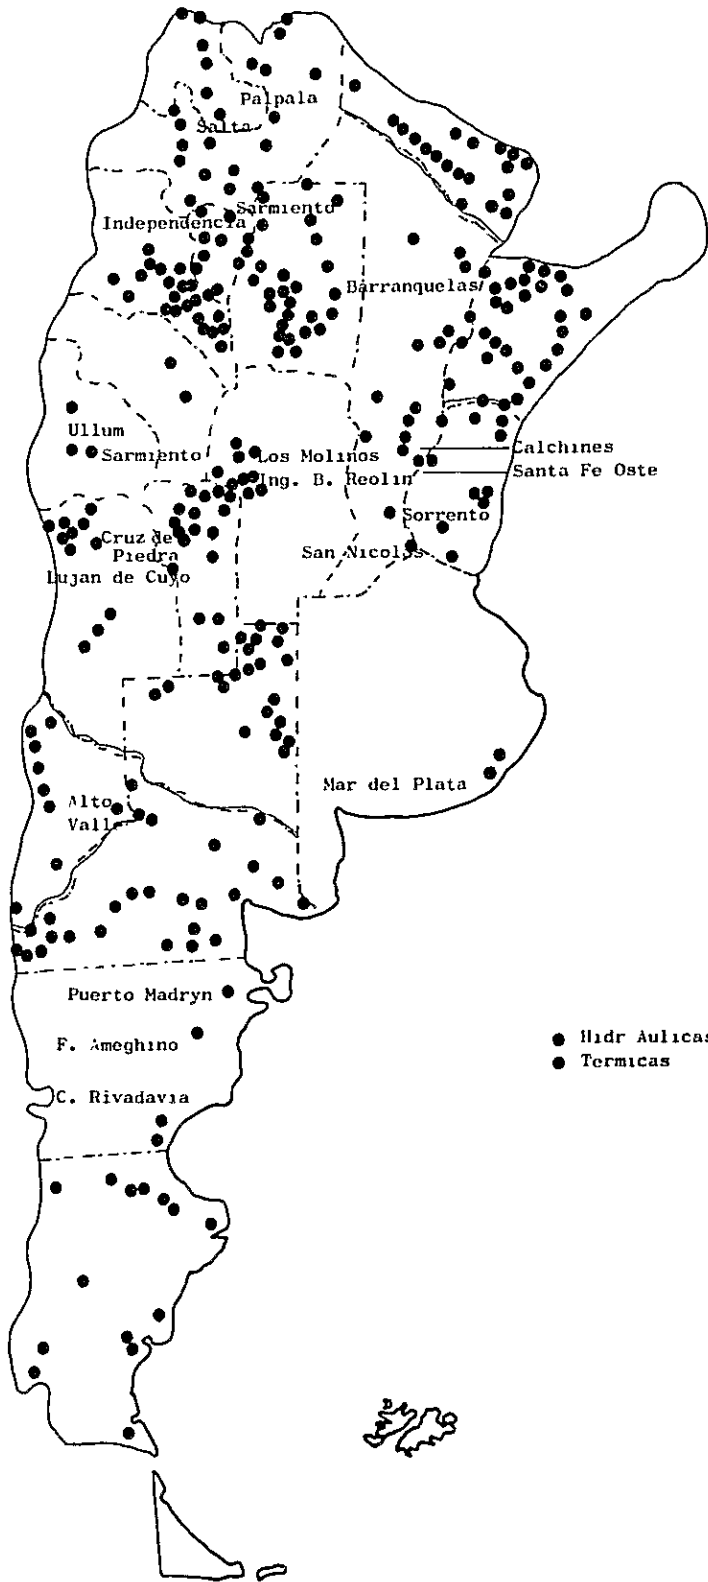 Palpala
Salta
Sarmiento
Independencia
Barranquelas
Ullum
Sarmiento
Los Molinos
Ing. B. Reolin
Calchines
Santa Fe Oste
Sorrento
Cruz de
Piedra
San Nicolas
Lujan de Cuyo
Mar del Plata
Alto
Vall
Puerto Madryn
F. Ameghino
C. Rivadavia
Hidr Aulicas
Termicas